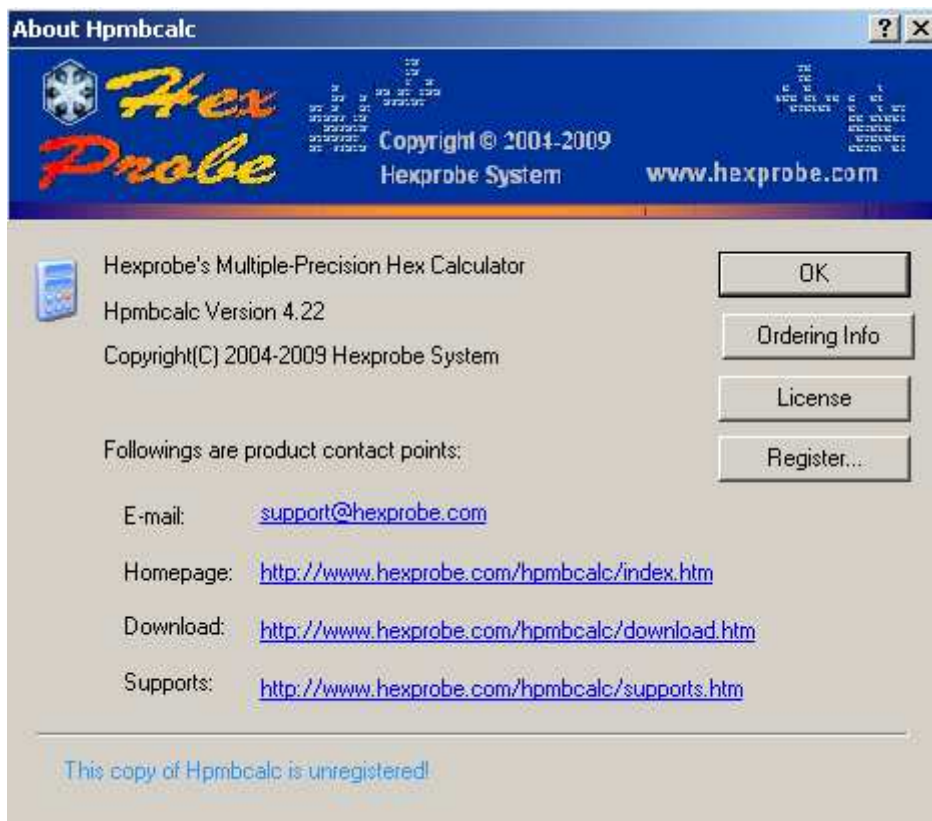 About Hpmbcalc
Hex
Probe
Copyright © 2004-2009
Hexprobe System
www.hexprobe.com
Hexprobe's Multiple-Precision Hex Calculator
Hpmbcalc Version 4.22
Copyright(C) 2004-2009 Hexprobe System
OK
Ordering Info
License
Register...
Followings are product contact points:
E-mail: support@hexprobe.com
Homepage: http://www.hexprobe.com/hpmbcalc/index.htm
Download: http://www.hexprobe.com/hpmbcalc/download.htm
Supports: http://www.hexprobe.com/hpmbcalc/supports.htm
This copy of Hpmbcalc is unregistered!